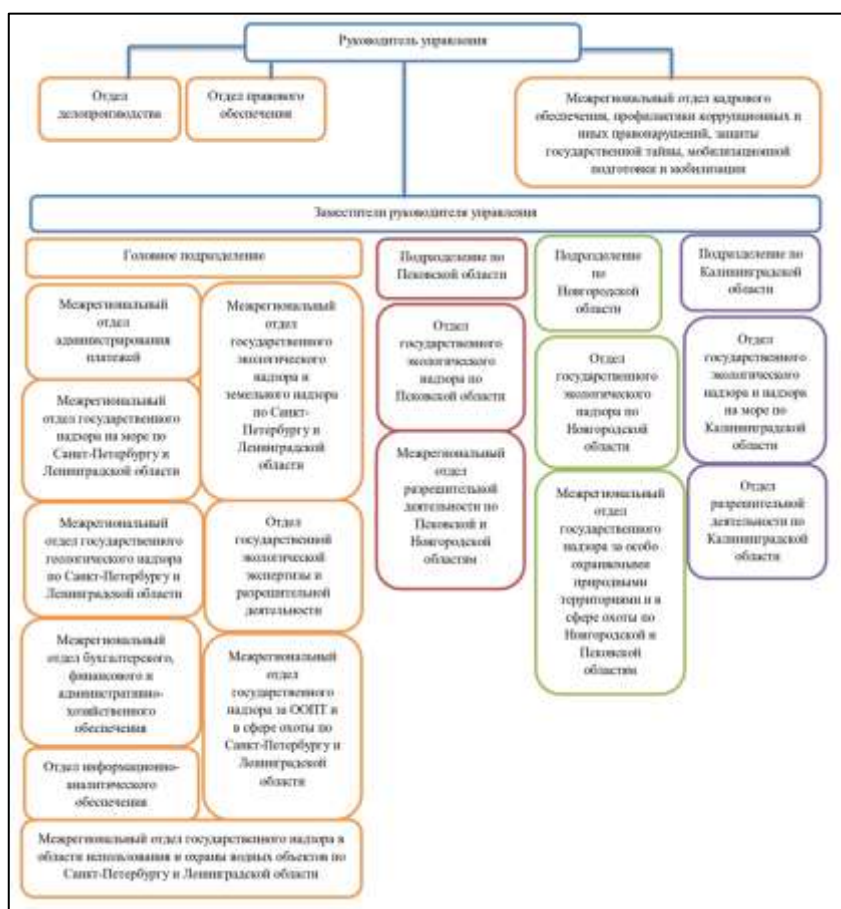 Руководитель управления
Отдел
делопроизводства
Отдел правового
обеспечения
Межрегиональный отдел кадрового
обеспечения, профилактики коррупционных и
иных правонарушений, защиты
государственной тайны, мобилизационной
подготовки и мобилизации
Заместители руководителя управления
Головное подразделение
Межрегиональный
отдел
администрирования
платежей
Межрегиональный
отдел государственного
надзора на море по
Санкт-Петербургу и
Ленинградской области
Межрегиональный
отдел государственного
геологического надзора
по Санкт-Петербургу и
Ленинградской области
Межрегиональный
отдел бухгалтерского,
финансового и
административно-
хозяйственного
обеспечения
Отдел информационно-
аналитического
обеспечения
Межрегиональный
отдел
государственного
экологического
надзора и
земельного надзора
по Санкт-
Петербургу и
Ленинградской
области
Отдел
государственной
экологической
экспертизы и
разрешительной
деятельности
Межрегиональный
отдел
государственного
надзора за ООПТ и
в сфере охоты по
Санкт-Петербургу и
Ленинградской
области
Межрегиональный отдел государственного надзора в
области использования и охраны водных объектов по
Санкт-Петербургу и Ленинградской области
Подразделение по
Псковской области
Отдел
государственного
экологического
надзора по
Псковской области
Межрегиональный
отдел
разрешительной
деятельности по
Псковской и
Новгородской
областям
Подразделение
по
Новгородской
области
Отдел
государственного
экологического
надзора по
Новгородской
области
Межрегиональный
отдел
государственного
надзора за особо
охраняемыми
природными
территориями и в
сфере охоты по
Новгородской и
Псковской
областям
Подразделение по
Калининградской
области
Отдел
государственного
экологического
надзора и надзора
на море по
Калининградской
области
Отдел
разрешительной
деятельности по
Калининградской
области